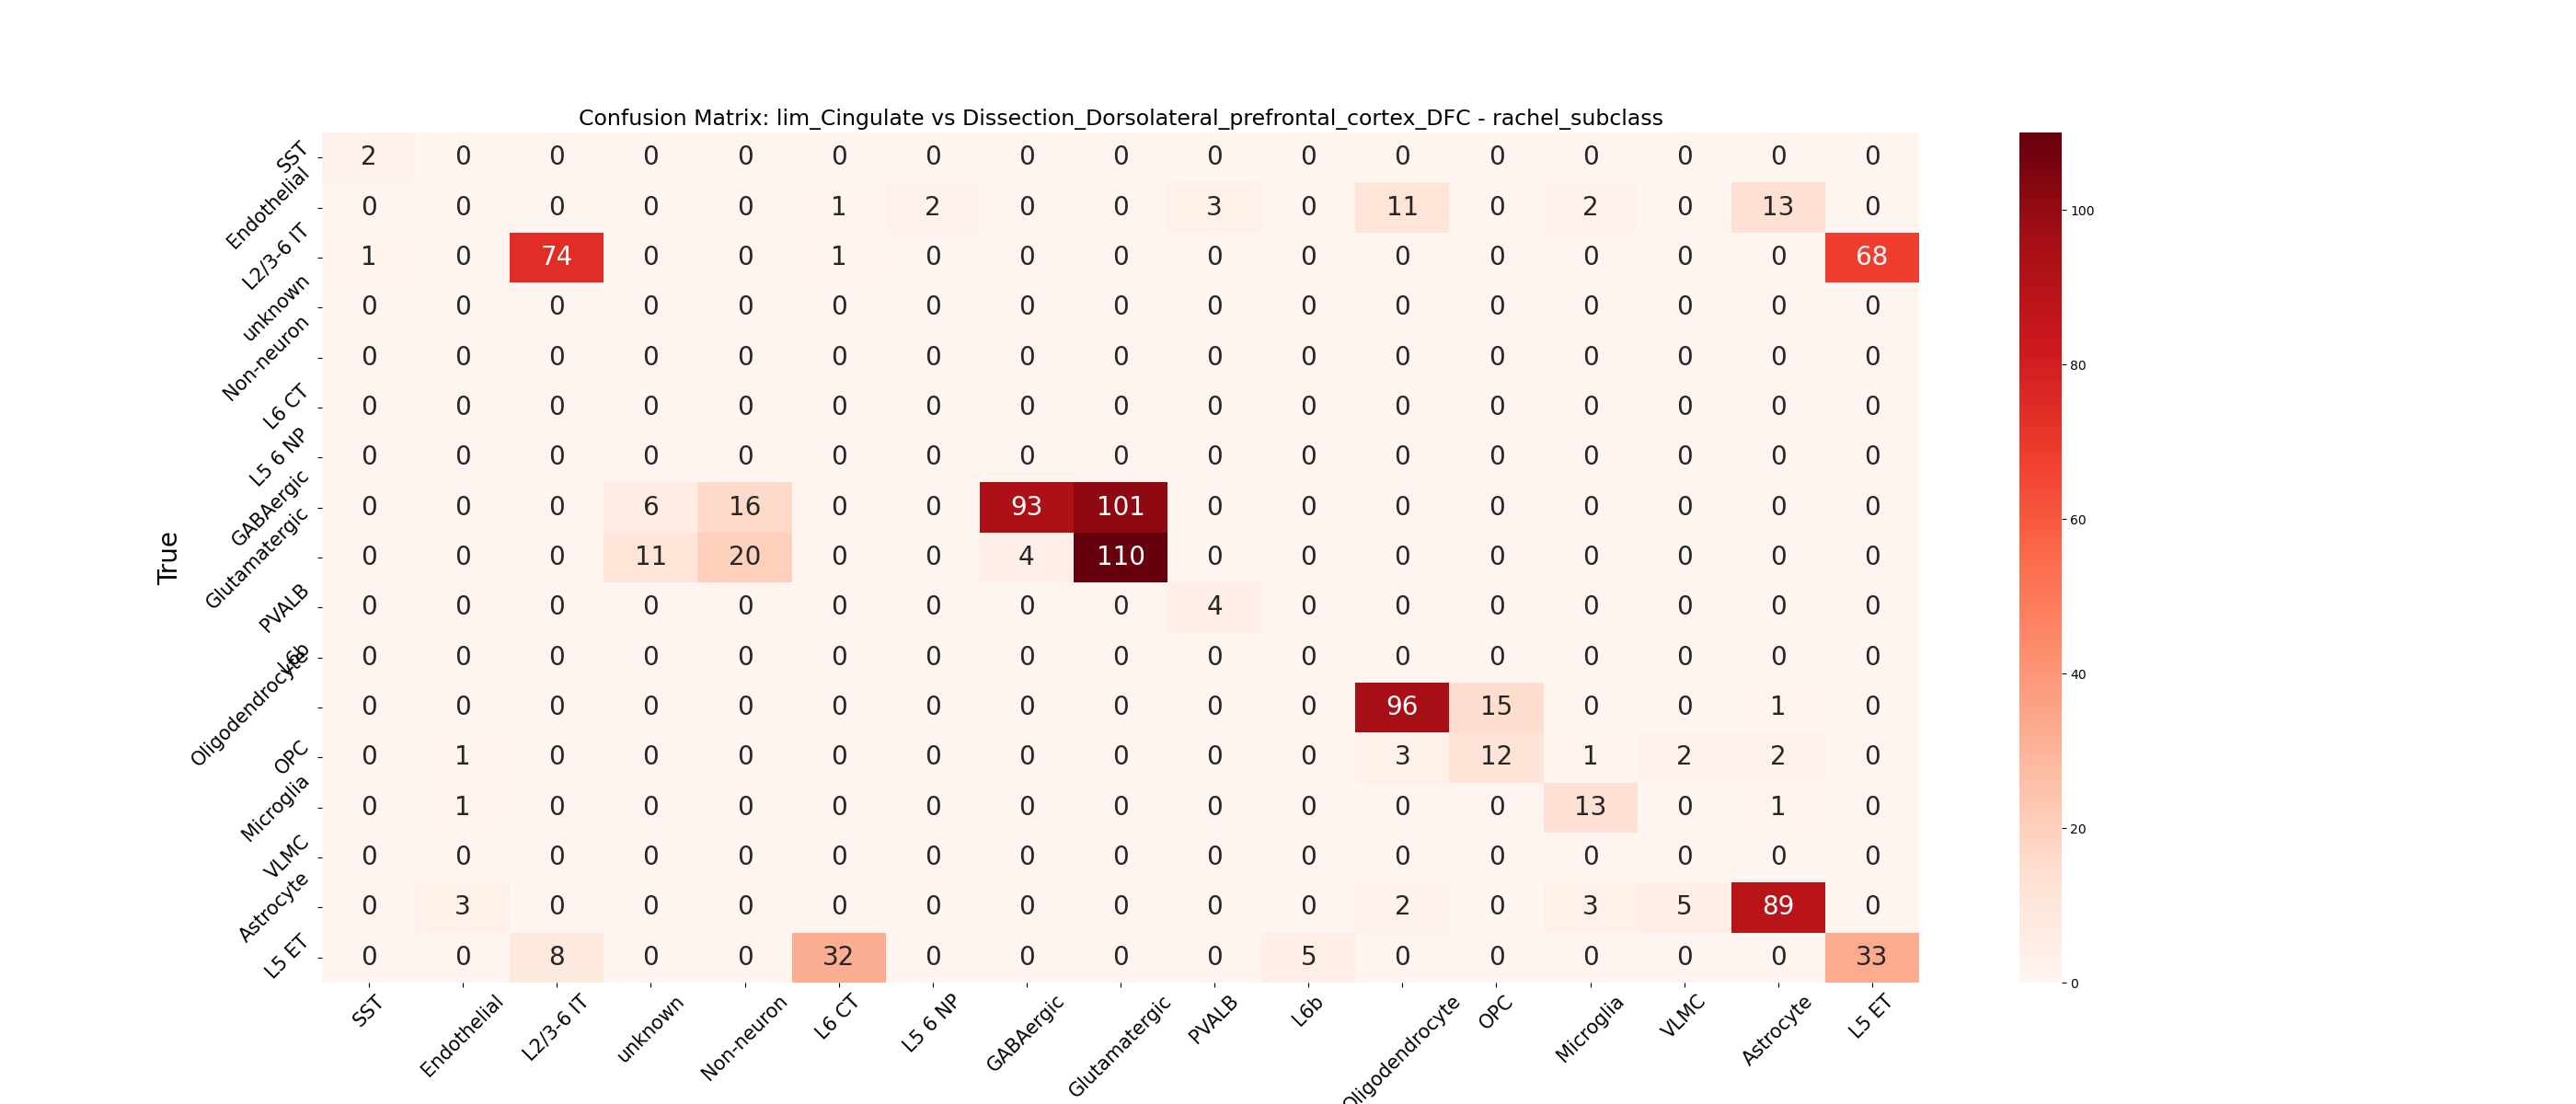 Confusion Matrix: lim_Cingulate vs Dissection_Dorsolateral_prefrontal_cortex_DFC - rachel_subclass
True
SST 2 0 0 0 0 0 0 0 0 0 0 0 0 0 0 0 0
Endothelial 0 0 0 0 0 1 2 0 0 3 0 11 0 2 0 13 0
L2/3-6 IT 1 0 74 0 0 1 0 0 0 0 0 0 0 0 0 0 68
unknown 0 0 0 0 0 0 0 0 0 0 0 0 0 0 0 0 0
Non-neuron 0 0 0 0 0 0 0 0 0 0 0 0 0 0 0 0 0
L6 CT 0 0 0 0 0 0 0 0 0 0 0 0 0 0 0 0 0
L5 6 NP 0 0 0 0 0 0 0 0 0 0 0 0 0 0 0 0 0
GABAergic 0 0 0 6 16 0 0 93 101 0 0 0 0 0 0 0 0
Glutamatergic 0 0 0 11 20 0 0 4 110 0 0 0 0 0 0 0 0
PVALB 0 0 0 0 0 0 0 0 0 4 0 0 0 0 0 0 0
L6b 0 0 0 0 0 0 0 0 0 0 0 0 0 0 0 0 0
Oligodendrocyte 0 0 0 0 0 0 0 0 0 0 0 96 15 0 0 1 0
OPC 0 1 0 0 0 0 0 0 0 0 0 3 12 1 2 2 0
Microglia 0 1 0 0 0 0 0 0 0 0 0 0 0 13 0 1 0
VLMC 0 0 0 0 0 0 0 0 0 0 0 0 0 0 0 0 0
Astrocyte 0 3 0 0 0 0 0 0 0 0 0 2 0 3 5 89 0
L5 ET 0 0 8 0 0 32 0 0 0 0 5 0 0 0 0 0 33
SST Endothelial L2/3-6 IT unknown Non-neuron L6 CT L5 6 NP GABAergic Glutamatergic PVALB L6b Oligodendrocyte OPC Microglia VLMC Astrocyte L5 ET
100
80
60
40
20
0